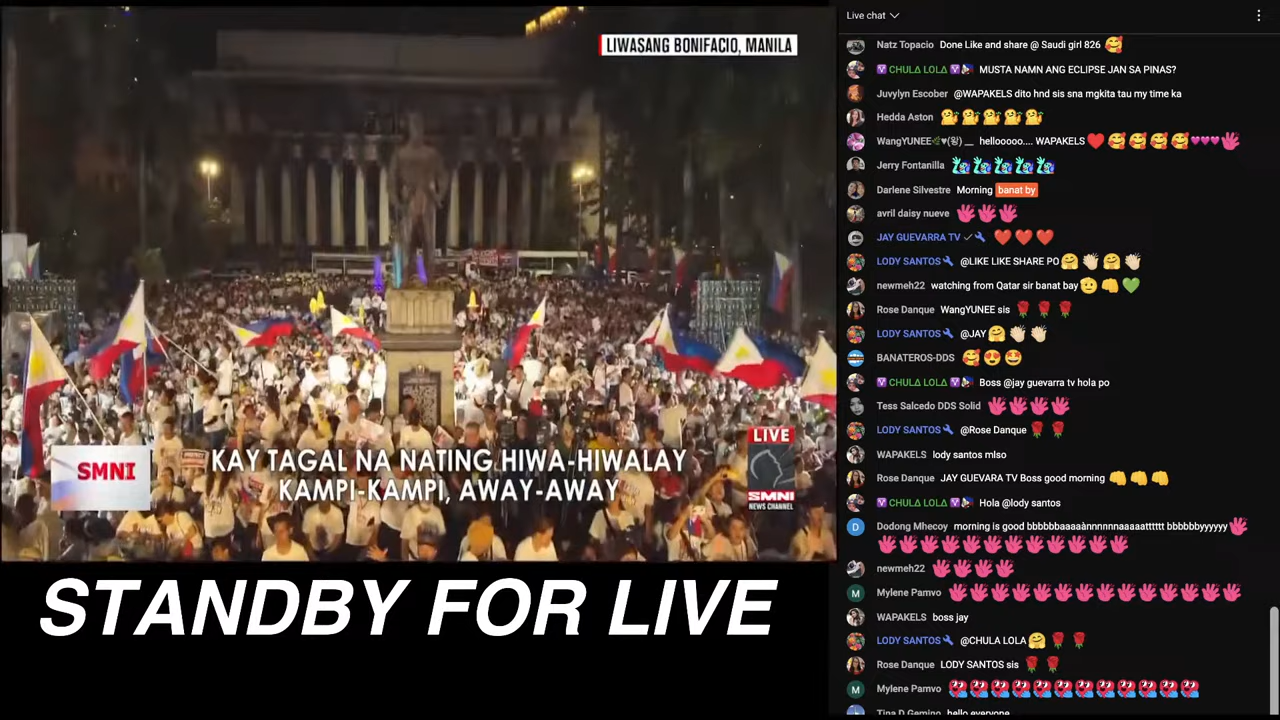 LIWASANG BONIFACIO, MANILA
SMNI
KAY TAGAL NA NATING HIWA-HIWALAY
KAMPI-KAMPI, AWAY-AWAY
LIVE
SMNI
NEWS CHANNEL
STANDBY FOR LIVE
Live chat
Natz Topacio Done Like and share @ Saudi girl 826 🥰
CHULA LOLA MUSTA NAMN ANG ECLIPSE JAN SA PINAS?
Juvylyn Escober @WAPAKELS dito hnd sis sna mgkita tau my time ka
Hedda Aston
WangYUNEE🌿♥(왕) __ hellooooo.... WAPAKELS ❤️ 🥰 🥰 🥰 🥰
Jerry Fontanilla
Darlene Silvestre Morning banat by
avril daisy nueve
JAY GUEVARRA TV ❤️ ❤️ ❤️
LODY SANTOS @LIKE LIKE SHARE PO 🤗 👏🏻 🤗 👏🏻
newmeh22 watching from Qatar sir banat bay 🫡 👊 💚
Rose Danque WangYUNEE sis 🌹 🌹 🌹
LODY SANTOS @JAY 🤗 👏🏻 👏🏻
BANATEROS-DDS 🥰 😍 🤩
CHULA LOLA Boss @jay guevarra tv hola po
Tess Salcedo DDS Solid
LODY SANTOS @Rose Danque 🌹 🌹
WAPAKELS lody santos mlso
Rose Danque JAY GUEVARA TV Boss good morning 👊 👊 👊
CHULA LOLA Hola @lody santos
D Dodong Mhecoy morning is good bbbbbbaaaaànnnnnnaaaaatttttt bbbbbbyyyyyy
newmeh22
M Mylene Pamvo
WAPAKELS boss jay
LODY SANTOS @CHULA LOLA 🤗 🌹 🌹
Rose Danque LODY SANTOS sis 🌹 🌹
M Mylene Pamvo
Tina D Gemino hello everyone